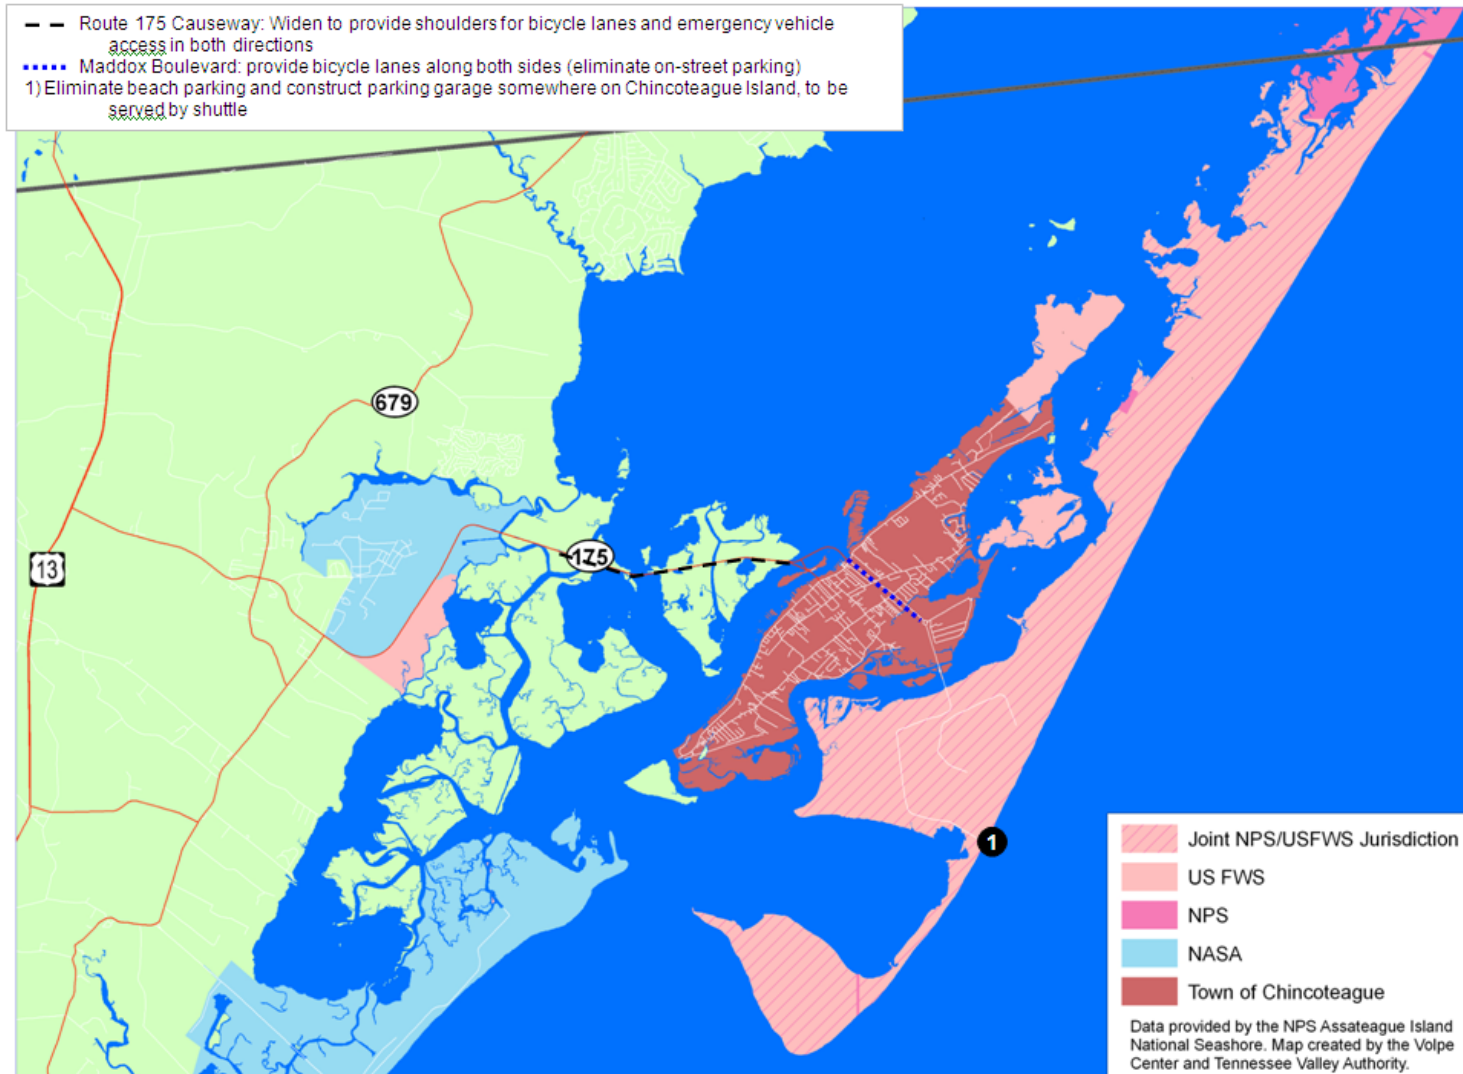 Route 175 Causeway: Widen to provide shoulders for bicycle lanes and emergency vehicle
access in both directions
Maddox Boulevard: provide bicycle lanes along both sides (eliminate on-street parking)
1) Eliminate beach parking and construct parking garage somewhere on Chincoteague Island, to be
served by shuttle
679
175
13
1
Joint NPS/USFWS Jurisdiction
US FWS
NPS
NASA
Town of Chincoteague
Data provided by the NPS Assateague Island
National Seashore. Map created by the Volpe
Center and Tennessee Valley Authority.